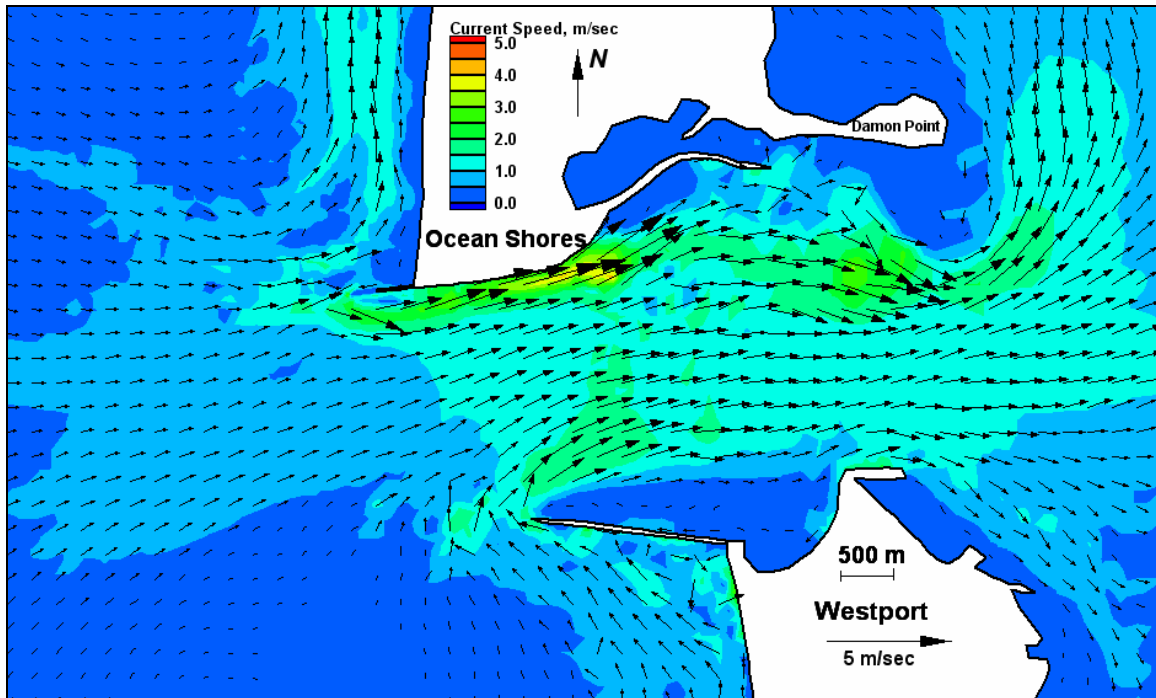 Current Speed, m/sec
5.0
4.0
3.0
2.0
1.0
0.0
N
Damon Point
Ocean Shores
500 m
Westport
5 m/sec